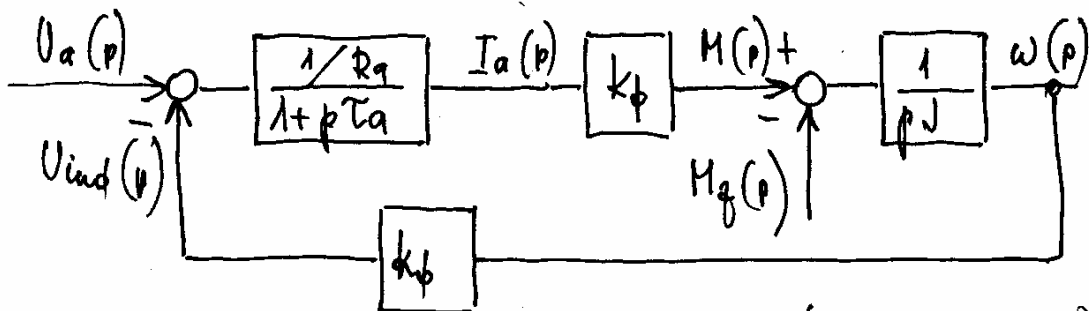 Ua(p)
1/Ra
1+pτa
Ia(p)
kϕ
M(p)
+
1
pJ
ω(p)
−
Uind(p)
−
Mz(p)
kϕ